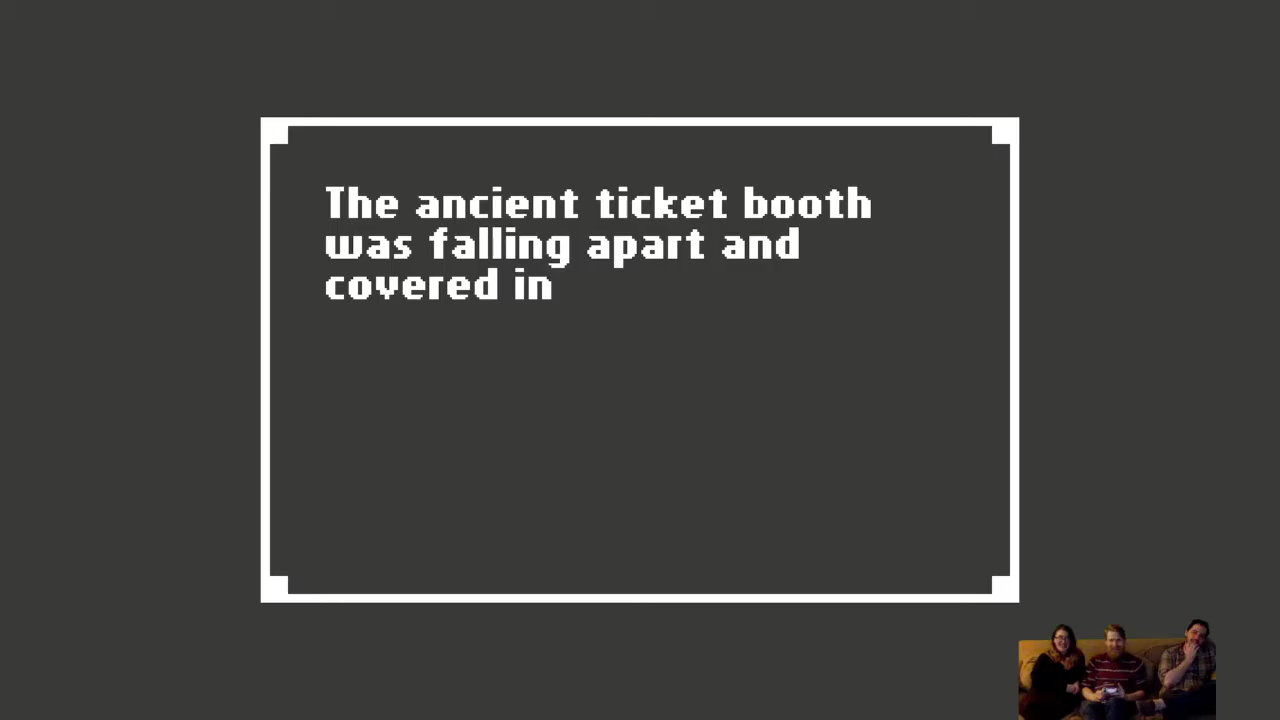 The ancient ticket booth
was falling apart and
covered in